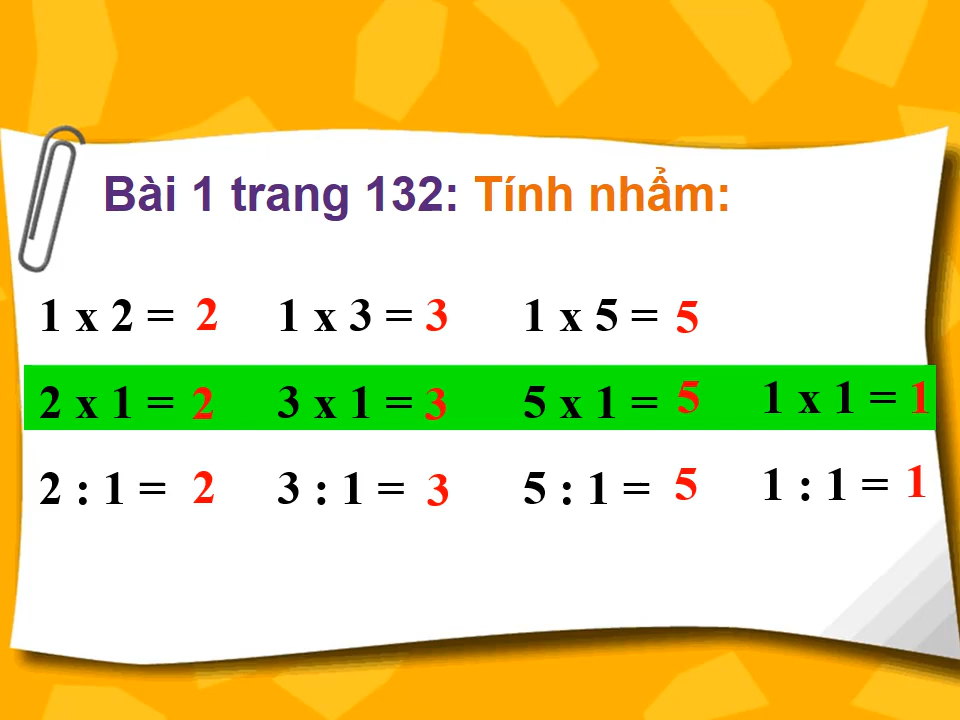 Bài 1 trang 132: Tính nhẩm:
1 x 2 = 2 1 x 3 = 3 1 x 5 = 5
2 x 1 = 2 3 x 1 = 3 5 x 1 = 5 1 x 1 = 1
2 : 1 = 2 3 : 1 = 3 5 : 1 = 5 1 : 1 = 1